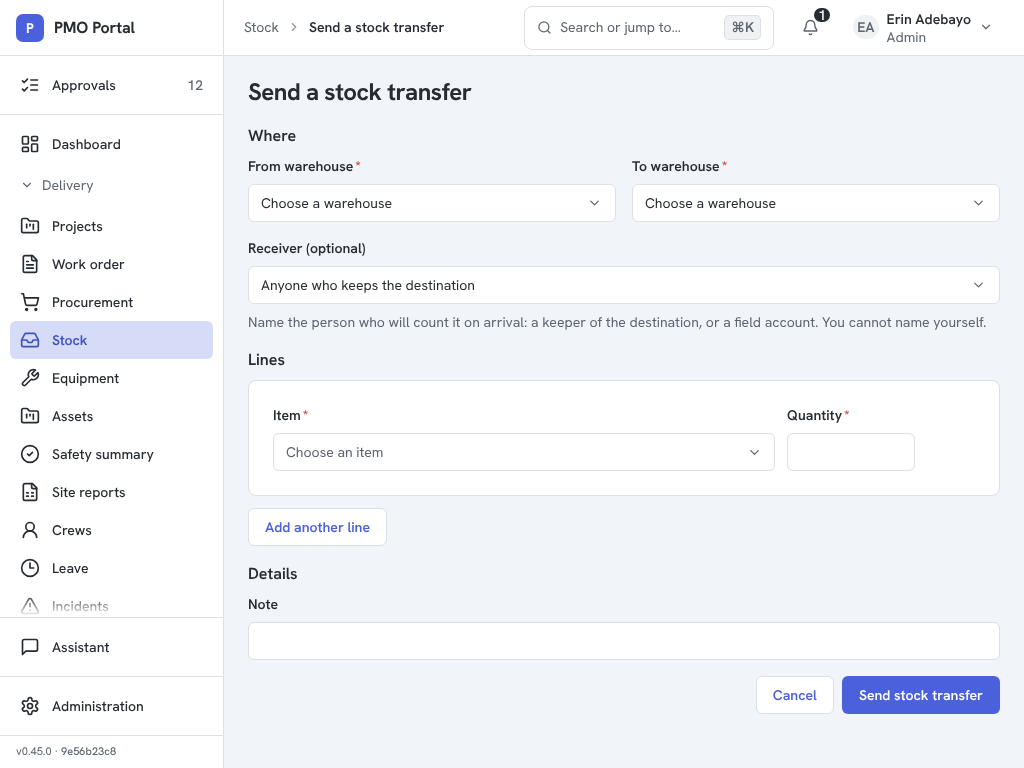 P PMO Portal
Stock > Send a stock transfer
Search or jump to... ⌘K
1
EA Erin Adebayo
Admin
Approvals 12
Dashboard
Delivery
Projects
Work order
Procurement
Stock
Equipment
Assets
Safety summary
Site reports
Crews
Leave
Incidents
Assistant
Administration
v0.45.0 · 9e56b23c8
Send a stock transfer
Where
From warehouse * To warehouse *
Choose a warehouse Choose a warehouse
Receiver (optional)
Anyone who keeps the destination
Name the person who will count it on arrival: a keeper of the destination, or a field account. You cannot name yourself.
Lines
Item * Quantity *
Choose an item
Add another line
Details
Note
Cancel Send stock transfer